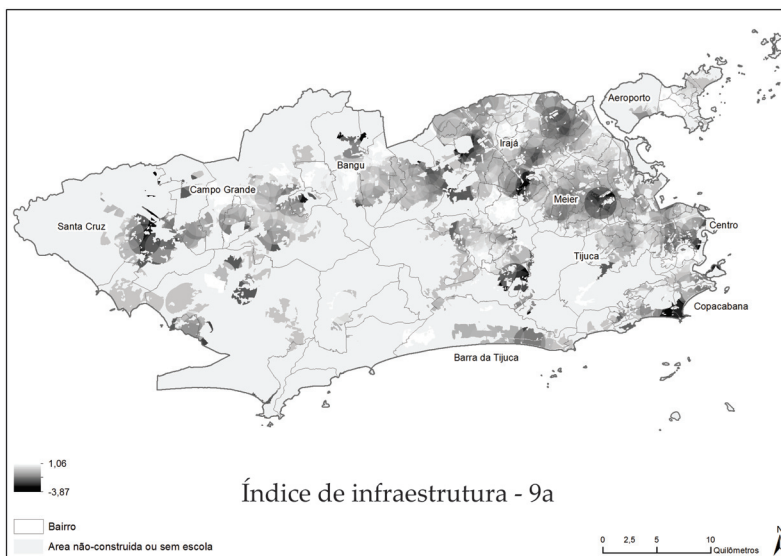 Aeroporto
Irajá
Bangu
Campo Grande
Meier
Santa Cruz
Centro
Tijuca
Copacabana
Barra da Tijuca
1,06
-3,87
Índice de infraestrutura - 9a
Bairro
Area não-construida ou sem escola
N
0 2,5 5 10
Quilômetros